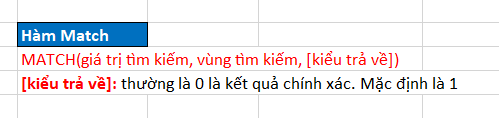 Hàm Match
MATCH(giá trị tìm kiếm, vùng tìm kiếm, [kiểu trả về])
[kiểu trả về]: thường là 0 là kết quả chính xác. Mặc định là 1